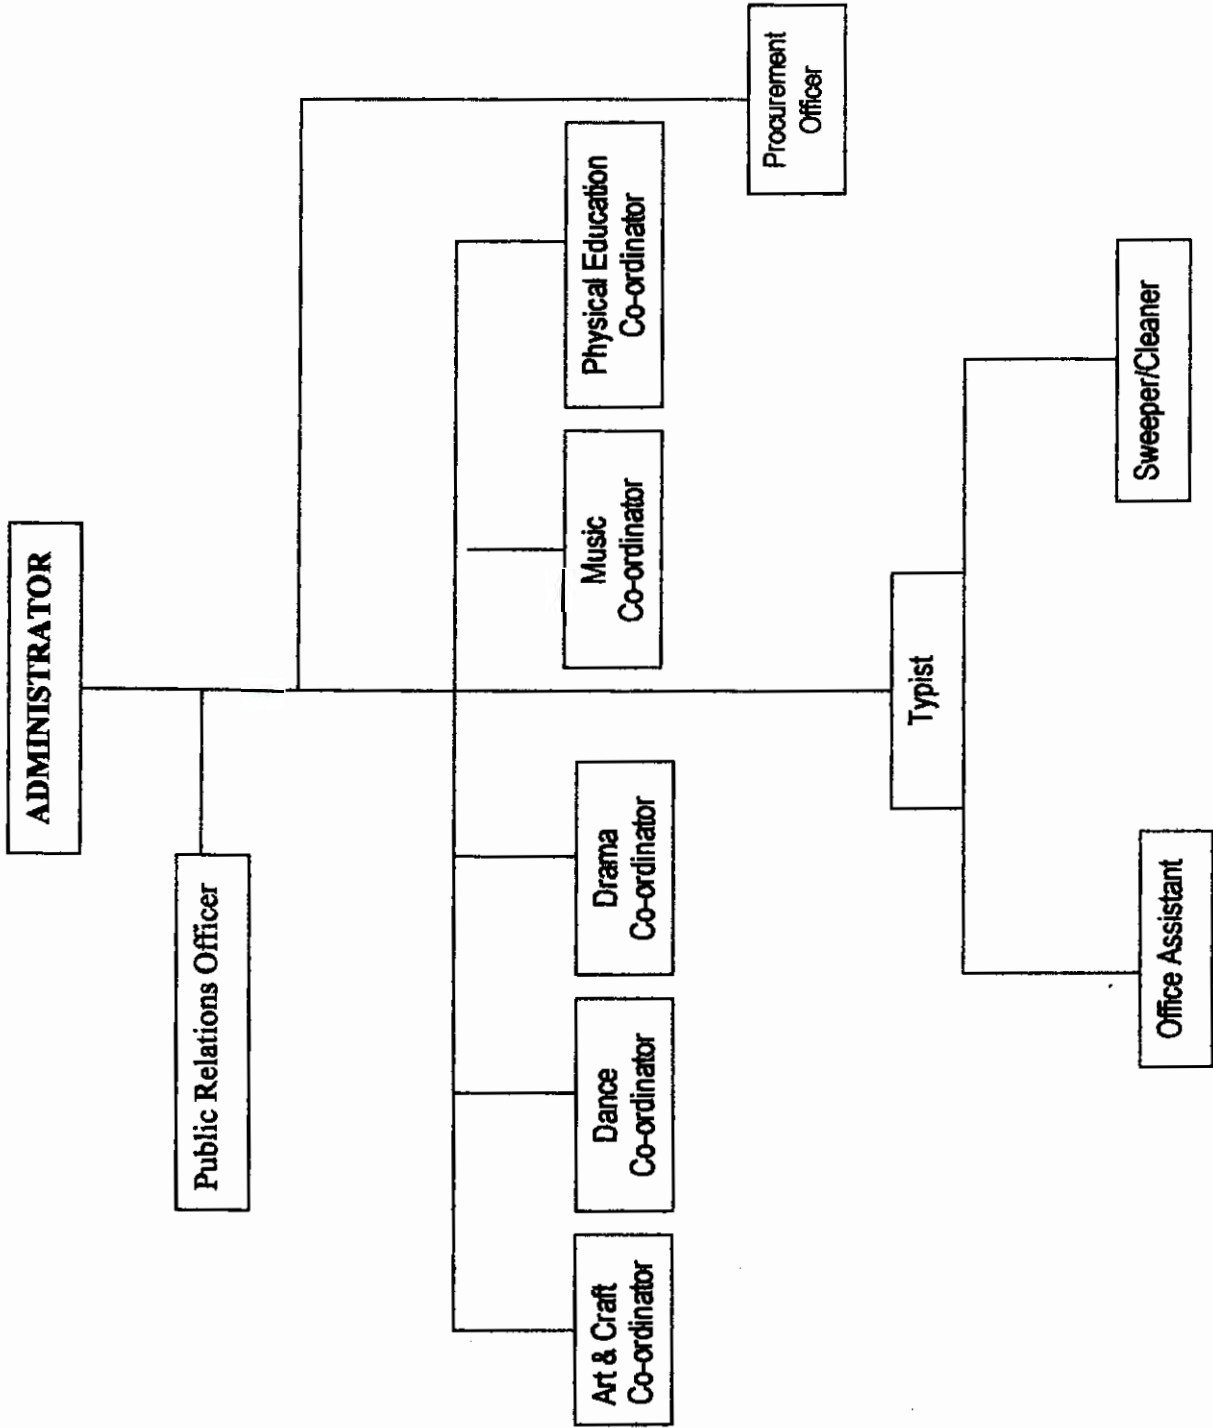 ADMINISTRATOR
Public Relations Officer
Art & Craft
Co-ordinator
Dance
Co-ordinator
Drama
Co-ordinator
Music
Co-ordinator
Physical Education
Co-ordinator
Procurement
Officer
Typist
Office Assistant
Sweeper/Cleaner